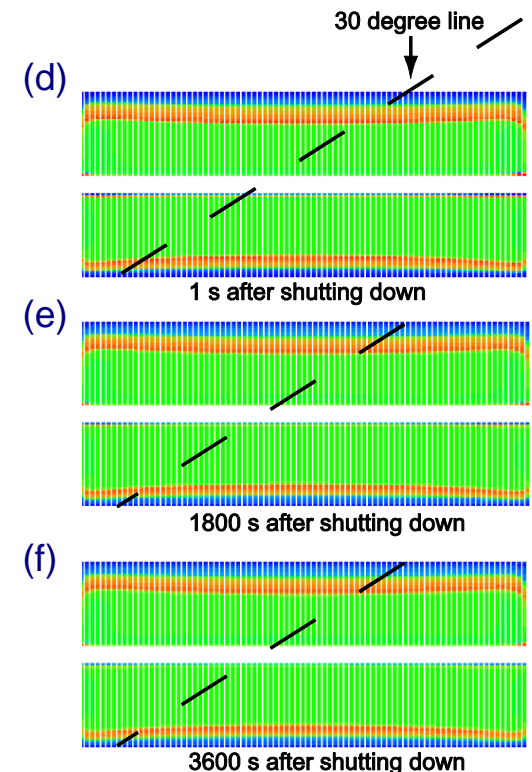 30 degree line
(d)
1 s after shutting down
(e)
1800 s after shutting down
(f)
3600 s after shutting down